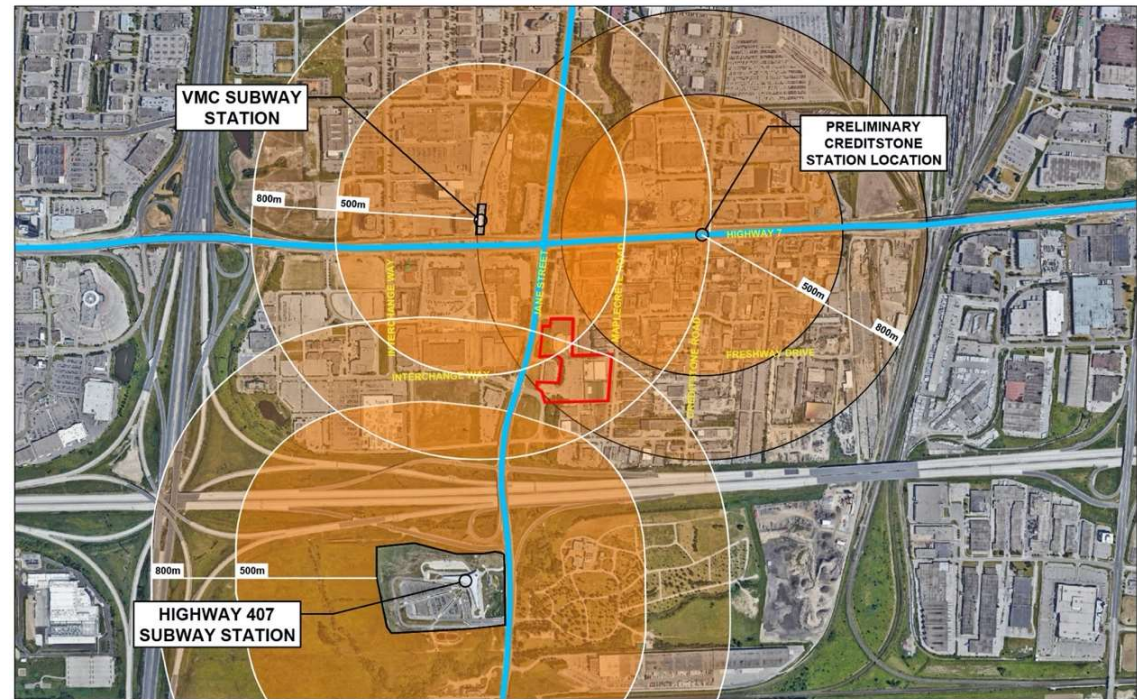 VMC SUBWAY
STATION
PRELIMINARY
CREDITSTONE
STATION LOCATION
800m
500m
HIGHWAY 7
JANE STREET
MAPLECRETE ROAD
INTERCHANGE WAY
500m
800m
INTERCHANGE WAY
CREDITSTONE ROAD
FRESHWAY DRIVE
800m
500m
HIGHWAY 407
SUBWAY STATION